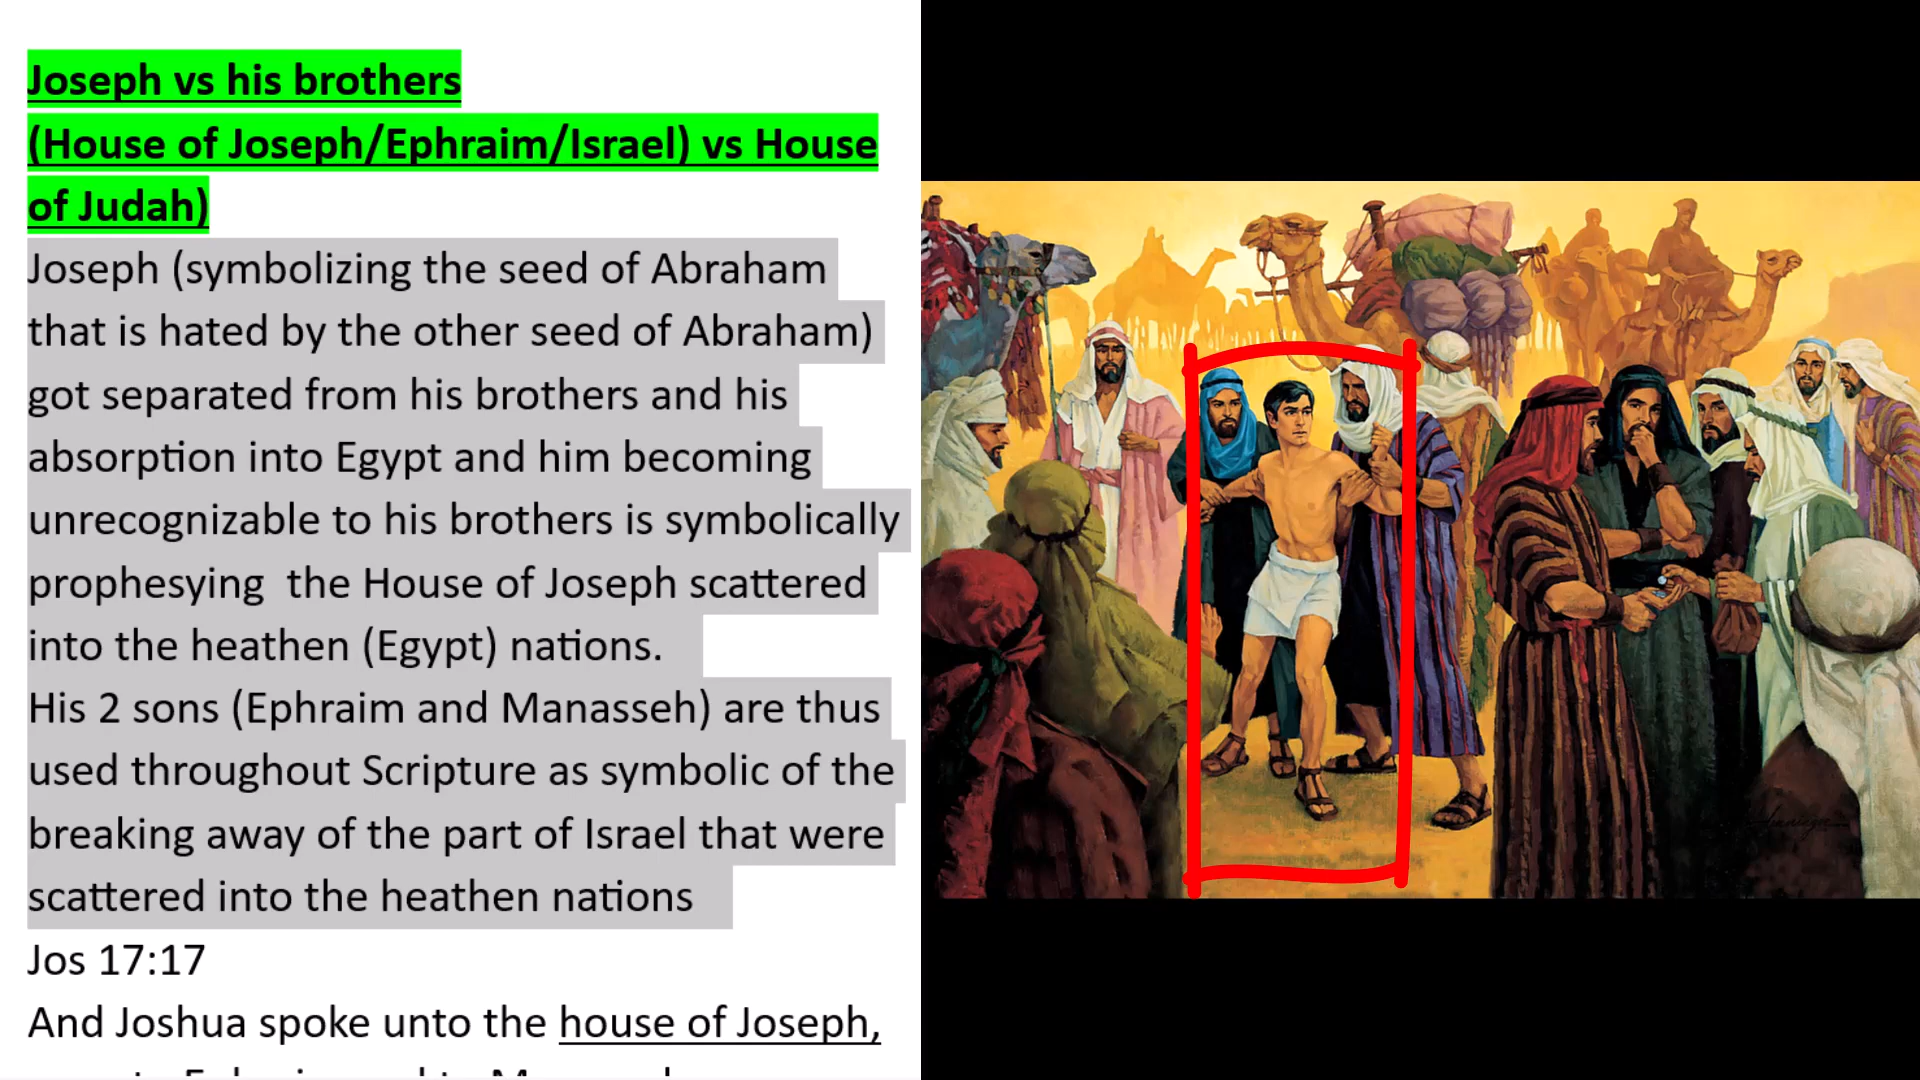 Joseph vs his brothers
(House of Joseph/Ephraim/Israel) vs House
of Judah)
Joseph (symbolizing the seed of Abraham
that is hated by the other seed of Abraham)
got separated from his brothers and his
absorption into Egypt and him becoming
unrecognizable to his brothers is symbolically
prophesying  the House of Joseph scattered
into the heathen (Egypt) nations.
His 2 sons (Ephraim and Manasseh) are thus
used throughout Scripture as symbolic of the
breaking away of the part of Israel that were
scattered into the heathen nations
Jos 17:17
And Joshua spoke unto the house of Joseph,